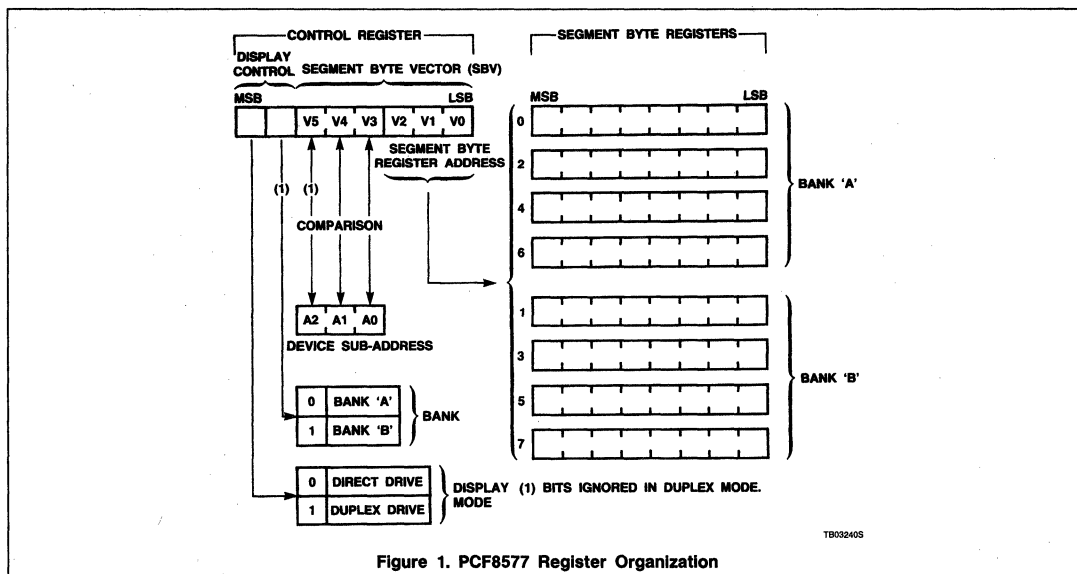 CONTROL REGISTER
DISPLAY CONTROL
SEGMENT BYTE VECTOR (SBV)
MSB LSB
V5 V4 V3 V2 V1 V0
SEGMENT BYTE
REGISTER ADDRESS
(1) (1)
COMPARISON
A2 A1 A0
DEVICE SUB-ADDRESS
0 BANK 'A'
1 BANK 'B'
BANK
0 DIRECT DRIVE
1 DUPLEX DRIVE
DISPLAY
MODE
SEGMENT BYTE REGISTERS
MSB LSB
0
2
4
6
BANK 'A'
1
3
5
7
BANK 'B'
(1) BITS IGNORED IN DUPLEX MODE.
TB03240S
Figure 1. PCF8577 Register Organization